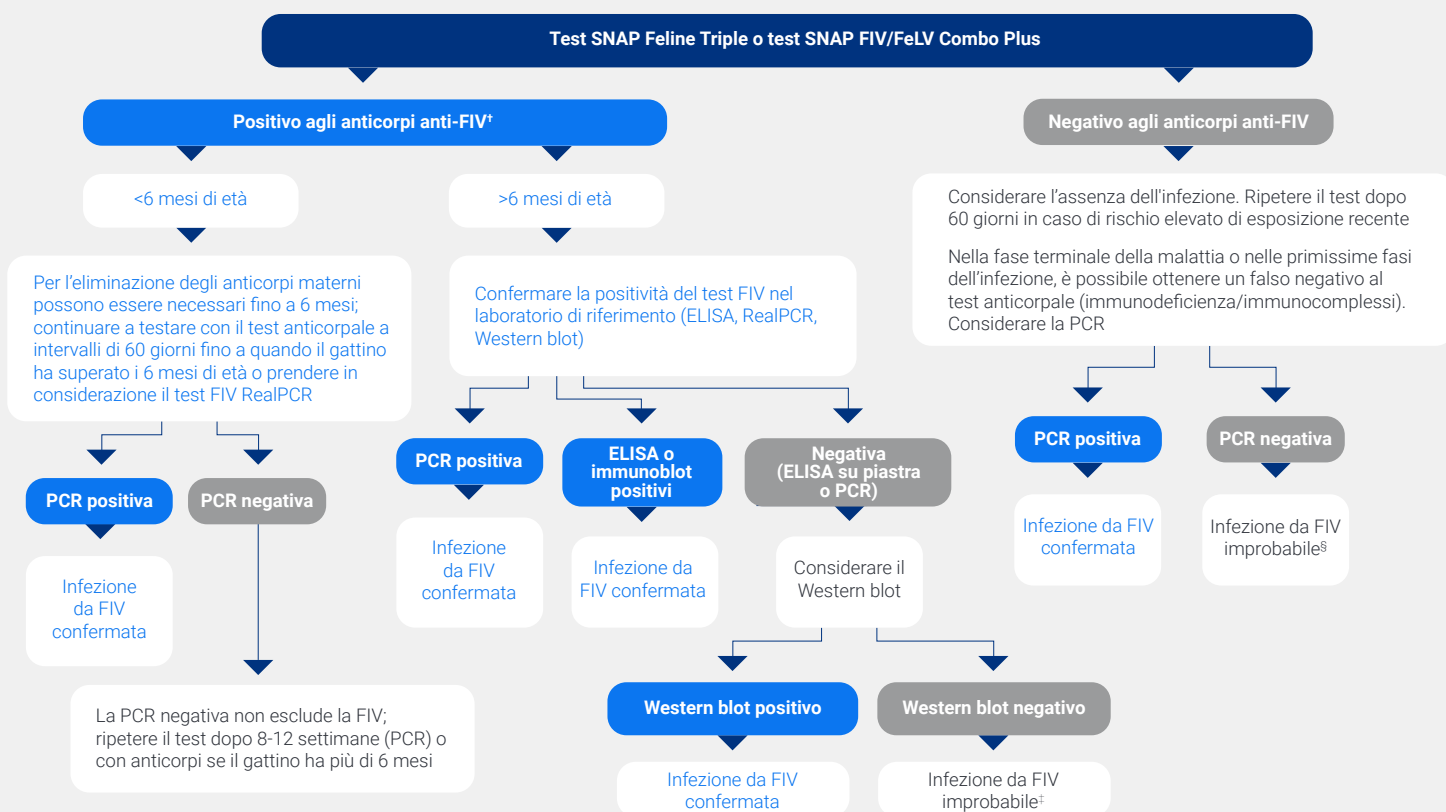 Test SNAP Feline Triple o test SNAP FIV/FeLV Combo Plus
Positivo agli anticorpi anti-FIV†
Negativo agli anticorpi anti-FIV
<6 mesi di età
>6 mesi di età
Per l’eliminazione degli anticorpi materni
possono essere necessari fino a 6 mesi;
continuare a testare con il test anticorpale a
intervalli di 60 giorni fino a quando il gattino
ha superato i 6 mesi di età o prendere in
considerazione il test FIV RealPCR
Confermare la positività del test FIV nel
laboratorio di riferimento (ELISA, RealPCR,
Western blot)
Considerare l’assenza dell'infezione. Ripetere il test dopo
60 giorni in caso di rischio elevato di esposizione recente
Nella fase terminale della malattia o nelle primissime fasi
dell’infezione, è possibile ottenere un falso negativo al
test anticorpale (immunodeficienza/immunocomplessi).
Considerare la PCR
PCR positiva
PCR negativa
Infezione
da FIV
confermata
La PCR negativa non esclude la FIV;
ripetere il test dopo 8-12 settimane (PCR) o
con anticorpi se il gattino ha più di 6 mesi
PCR positiva
Infezione
da FIV
confermata
ELISA o
immunoblot
positivi
Infezione da
FIV confermata
Negativa
(ELISA su piastra
o PCR)
Considerare il
Western blot
Western blot positivo
Infezione da FIV
confermata
Western blot negativo
Infezione da FIV
improbabile‡
PCR positiva
Infezione da FIV
confermata
PCR negativa
Infezione da FIV
improbabile§